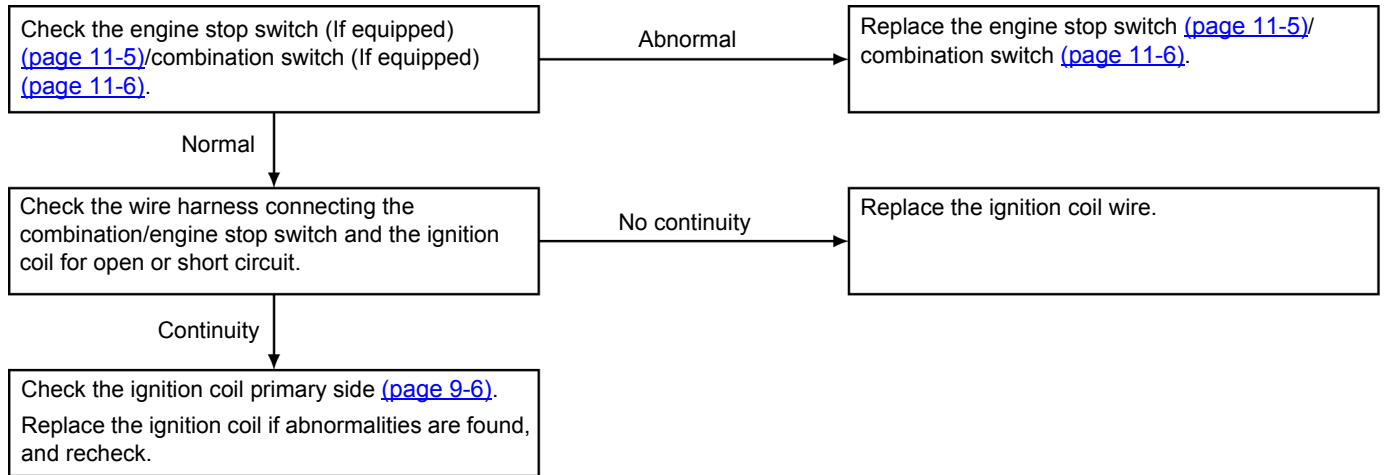 Check the engine stop switch (If equipped)
(page 11-5)/combination switch (If equipped)
(page 11-6).
Abnormal
Replace the engine stop switch (page 11-5)/
combination switch (page 11-6).
Normal
Check the wire harness connecting the
combination/engine stop switch and the ignition
coil for open or short circuit.
No continuity
Replace the ignition coil wire.
Continuity
Check the ignition coil primary side (page 9-6).
Replace the ignition coil if abnormalities are found,
and recheck.